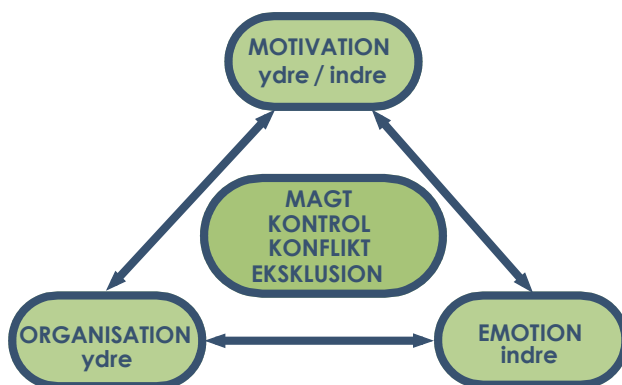 MOTIVATION
ydre / indre
MAGT
KONTROL
KONFLIKT
EKSKLUSION
ORGANISATION
ydre
EMOTION
indre